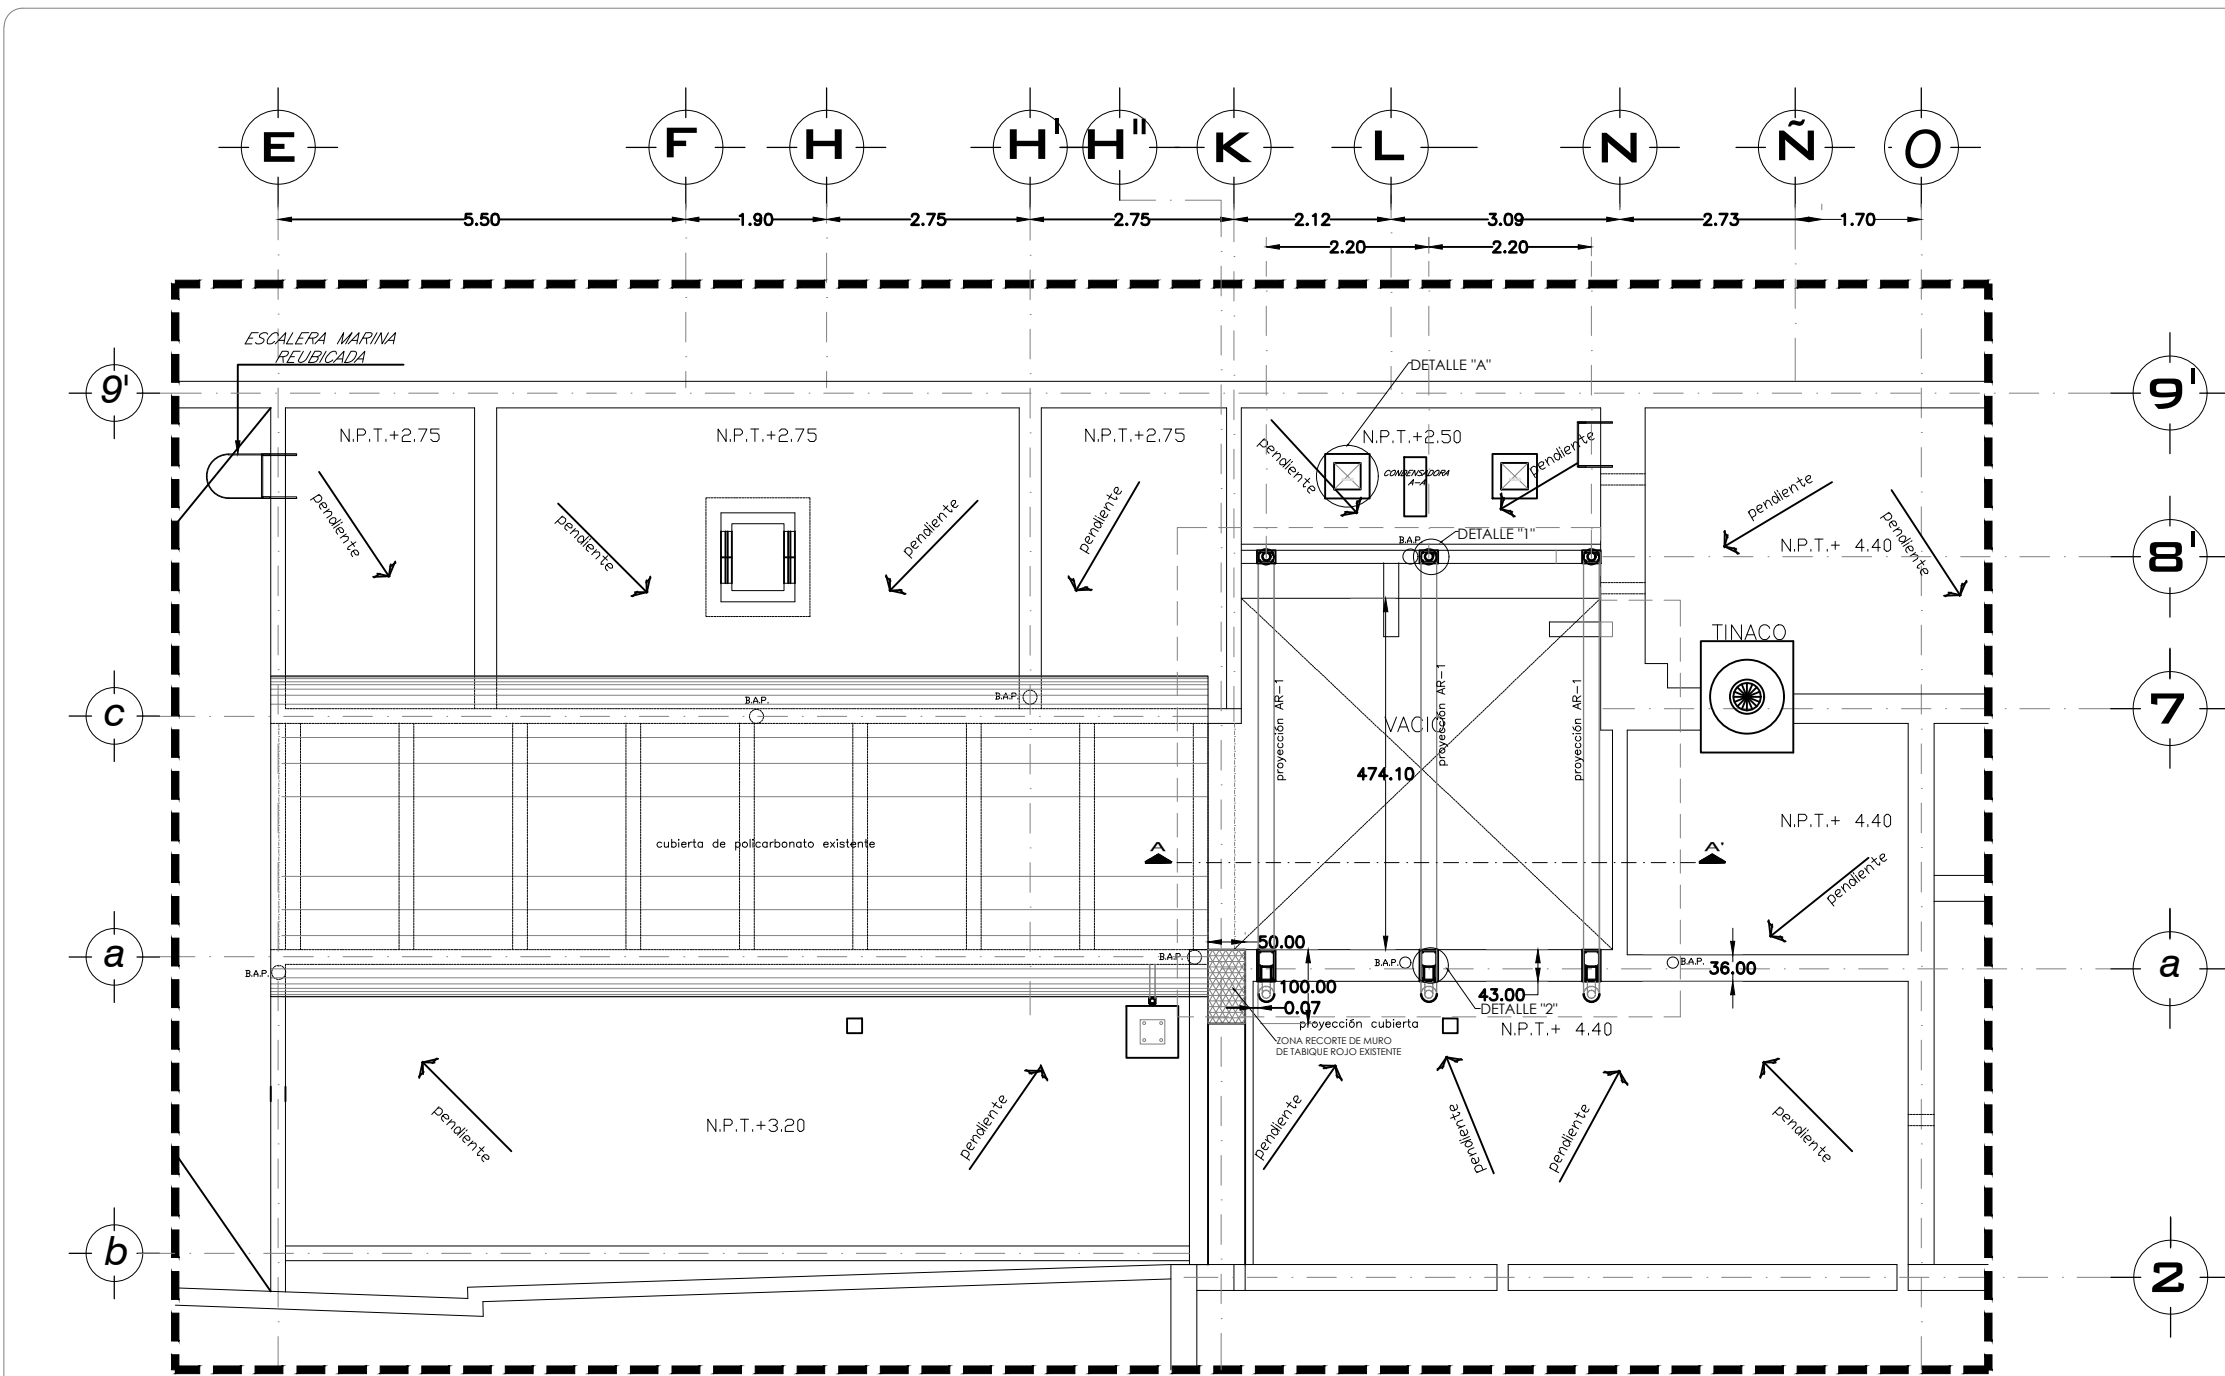 E F H H' H" K L N Ñ O
5.50 1.90 2.75 2.75 2.12 3.09 2.73 1.70
2.20 2.20
ESCALERA MARINA
REUBICADA
DETALLE "A"
9' 9'
N.P.T.+2.75 N.P.T.+2.75 N.P.T.+2.75 N.P.T.+2.50
CONDENSADORA
A-A
pendiente pendiente pendiente pendiente pendiente pendiente pendiente pendiente
B.A.P. DETALLE "1"
N.P.T.+ 4.40
8'
TINACO
B.A.P. B.A.P.
c 7
proyección AR-1 proyección AR-1 proyección AR-1
VACIO
474.10
N.P.T.+ 4.40
cubierta de policarbonato existente
A A'
pendiente
50.00
a a
B.A.P. B.A.P. B.A.P. B.A.P.
36.00
100.00 43.00
0.07 DETALLE "2"
proyección cubierta N.P.T.+ 4.40
ZONA RECORTE DE MURO
DE TABIQUE ROJO EXISTENTE
N.P.T.+3.20
pendiente pendiente pendiente pendiente pendiente pendiente
b 2